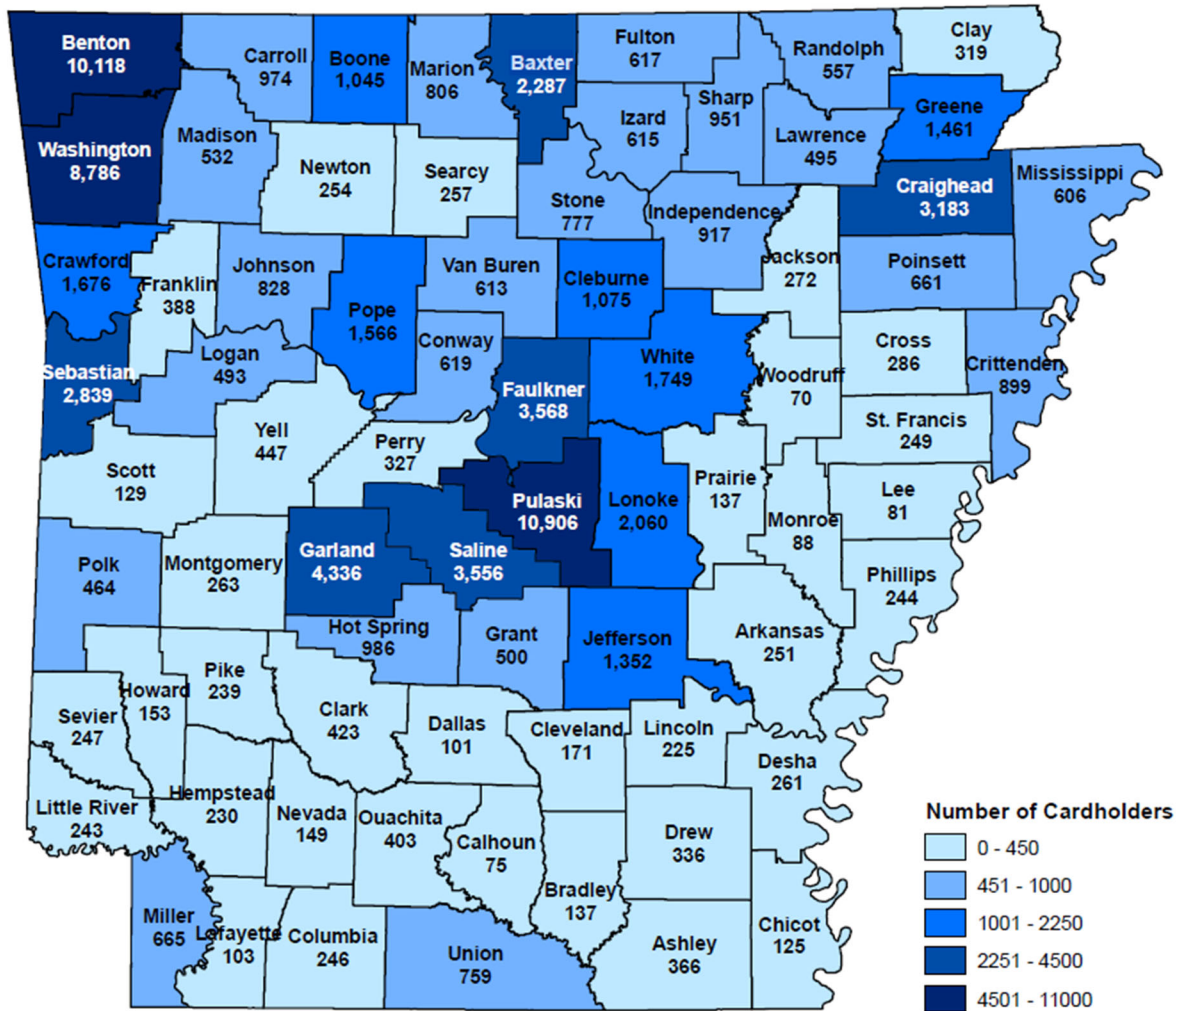 Benton
10,118
Carroll
974
Boone
1,045
Marion
806
Baxter
2,287
Fulton
617
Randolph
557
Clay
319
Washington
8,786
Madison
532
Newton
254
Searcy
257
Izard
615
Sharp
951
Lawrence
495
Greene
1,461
Stone
777
Independence
917
Craighead
3,183
Mississippi
606
Crawford
1,676
Franklin
388
Johnson
828
Pope
1,566
Van Buren
613
Cleburne
1,075
Jackson
272
Poinsett
661
Sebastian
2,839
Logan
493
Conway
619
Faulkner
3,568
White
1,749
Woodruff
70
Cross
286
Crittenden
899
Scott
129
Yell
447
Perry
327
Pulaski
10,906
Lonoke
2,060
Prairie
137
St. Francis
249
Monroe
88
Lee
81
Polk
464
Montgomery
263
Garland
4,336
Saline
3,556
Phillips
244
Hot Spring
986
Grant
500
Jefferson
1,352
Arkansas
251
Sevier
247
Howard
153
Pike
239
Clark
423
Dallas
101
Cleveland
171
Lincoln
225
Desha
261
Little River
243
Hempstead
230
Nevada
149
Ouachita
403
Calhoun
75
Bradley
137
Drew
336
Miller
665
Lafayette
103
Columbia
246
Union
759
Ashley
366
Chicot
125
Number of Cardholders
0 - 450
451 - 1000
1001 - 2250
2251 - 4500
4501 - 11000